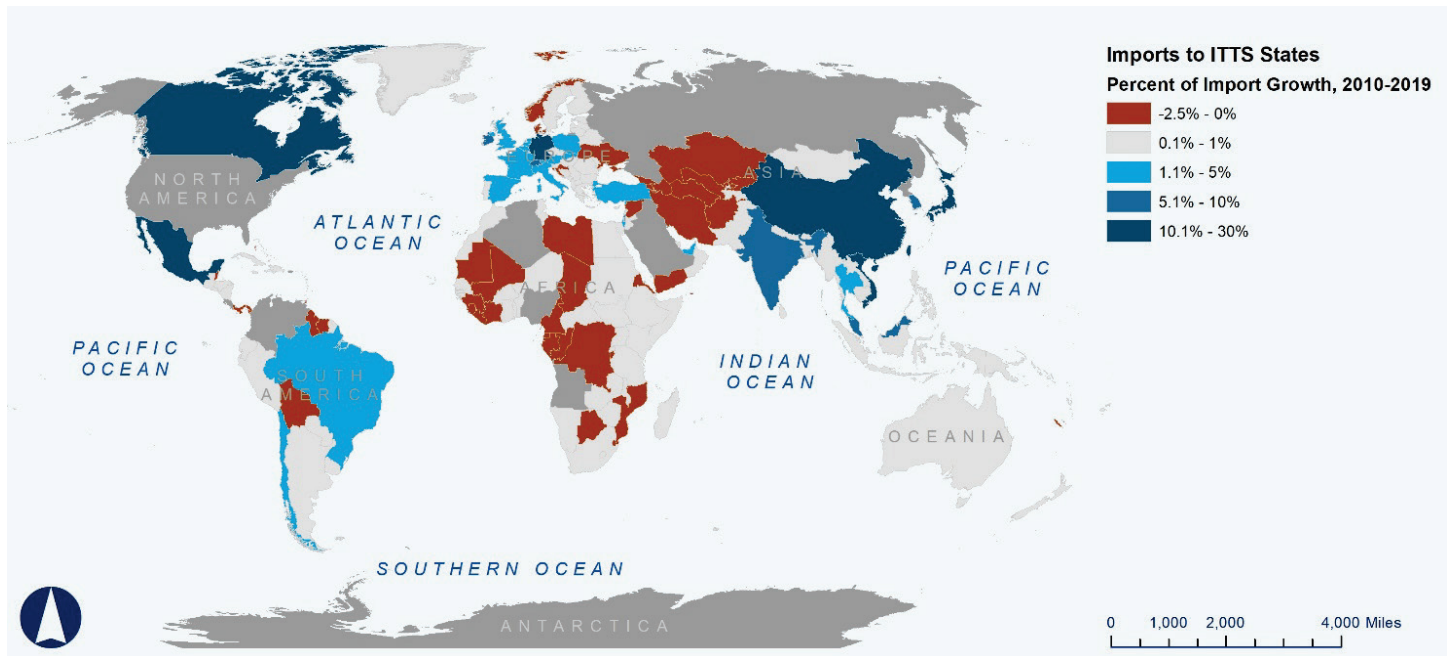 Imports to ITTS States
Percent of Import Growth, 2010-2019
-2.5% - 0%
0.1% - 1%
1.1% - 5%
5.1% - 10%
10.1% - 30%
NORTH
AMERICA
EUROPE
ASIA
ATLANTIC
OCEAN
AFRICA
PACIFIC
OCEAN
PACIFIC
OCEAN
INDIAN
OCEAN
SOUTH
AMERICA
OCEANIA
SOUTHERN OCEAN
ANTARCTICA
0 1,000 2,000 4,000 Miles